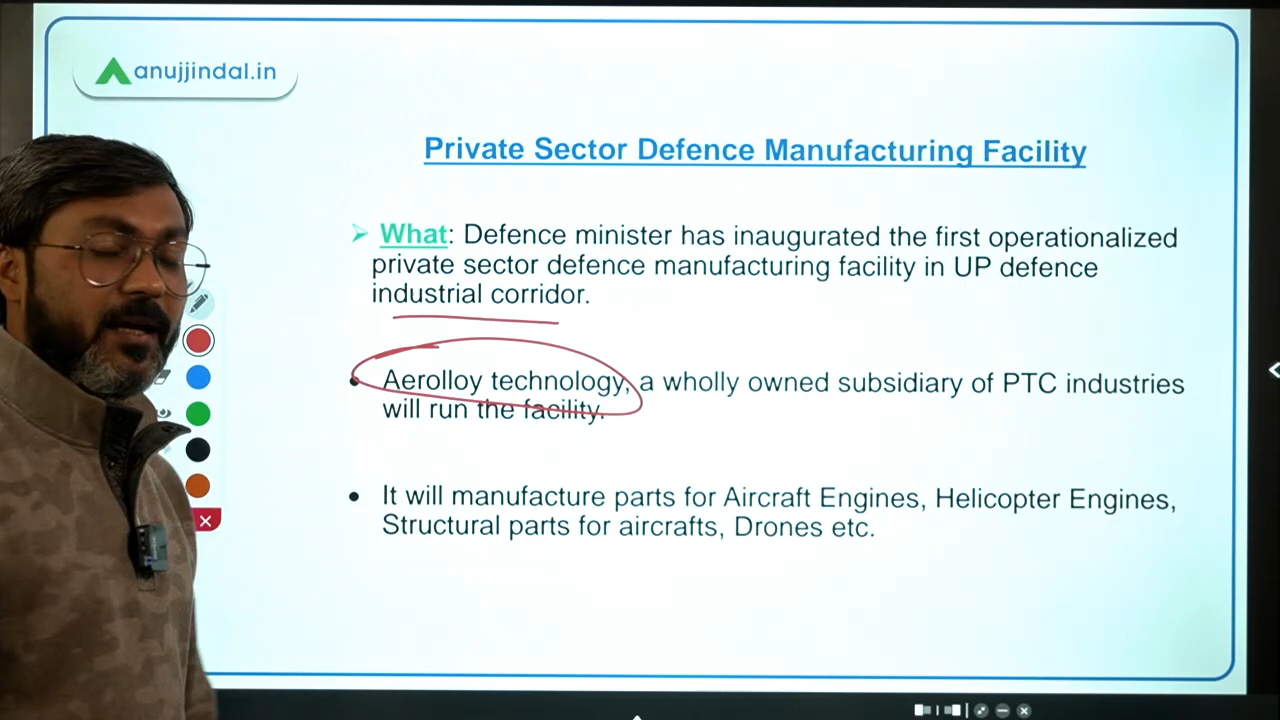 anujjindal.in
Private Sector Defence Manufacturing Facility
What: Defence minister has inaugurated the first operationalized
private sector defence manufacturing facility in UP defence
industrial corridor.
Aerolloy technology, a wholly owned subsidiary of PTC industries
will run the facility.
It will manufacture parts for Aircraft Engines, Helicopter Engines,
Structural parts for aircrafts, Drones etc.